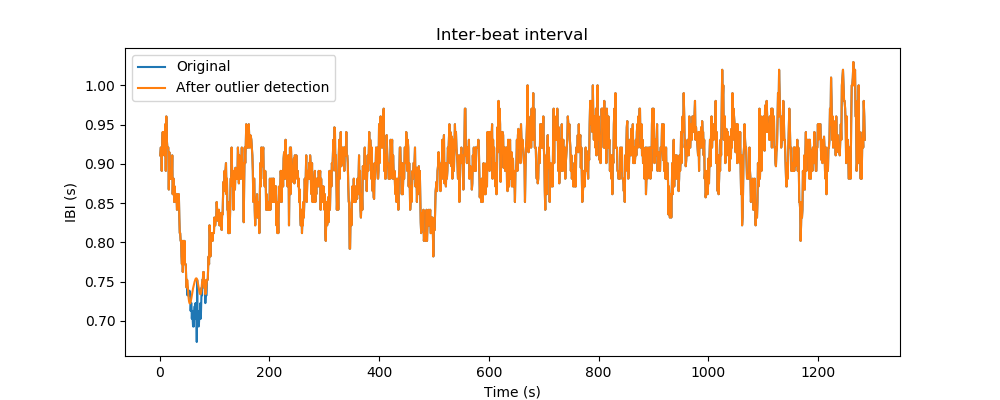 Inter-beat interval
Original
After outlier detection
IBI (s)
1.00
0.95
0.90
0.85
0.80
0.75
0.70
0 200 400 600 800 1000 1200
Time (s)